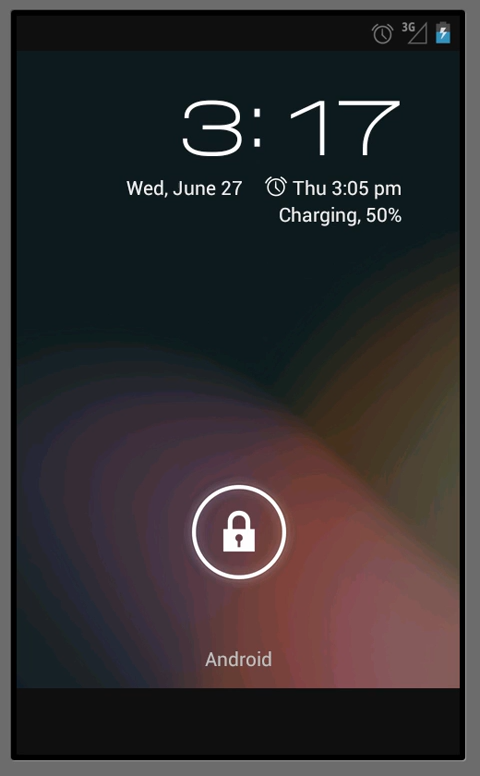 3G
3:17
Wed, June 27 Thu 3:05 pm
Charging, 50%
Android